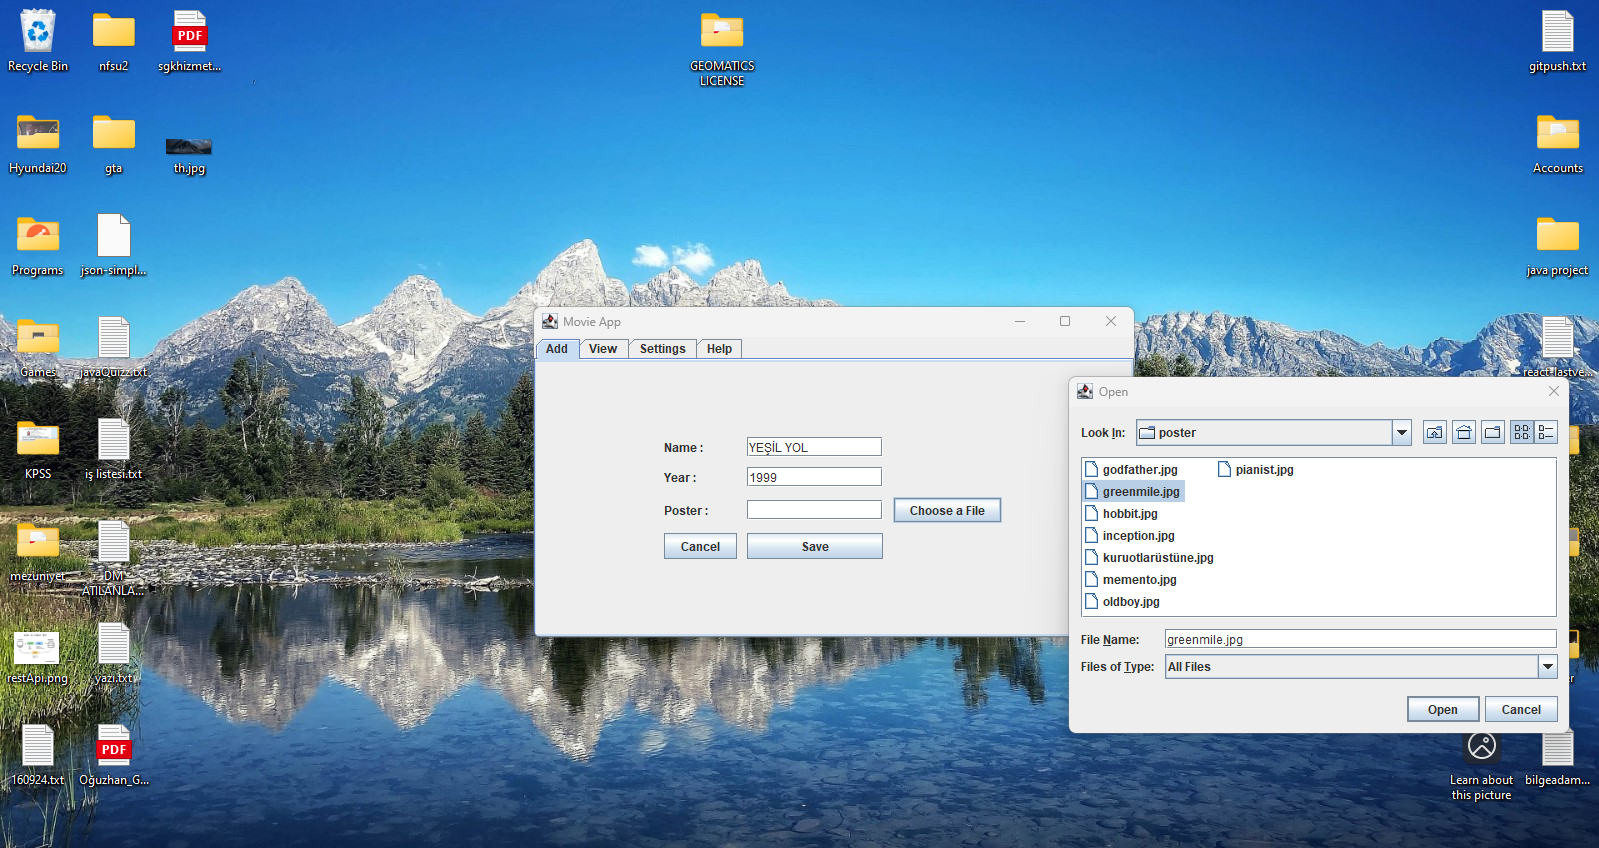 Recycle Bin
nfsu2
PDF
sgkhizmet...
GEOMATICS
LICENSE
gitpush.txt
Hyundai20
gta
th.jpg
Accounts
Programs
json-simpl...
java project
Games
javaQuizz.txt
react-lastve...
KPSS
iş listesi.txt
mezuniyet
DM
ATILANLA...
restApi.png
yazı.txt
160924.txt
PDF
Oğuzhan_G...
Learn about
this picture
bilgeadam...
Movie App
Add
View
Settings
Help
Name :
YEŞİL YOL
Year :
1999
Poster :
Choose a File
Cancel
Save
Open
Look In:
poster
godfather.jpg
pianist.jpg
greenmile.jpg
hobbit.jpg
inception.jpg
kuruotlarüstüne.jpg
memento.jpg
oldboy.jpg
File Name:
greenmile.jpg
Files of Type:
All Files
Open
Cancel